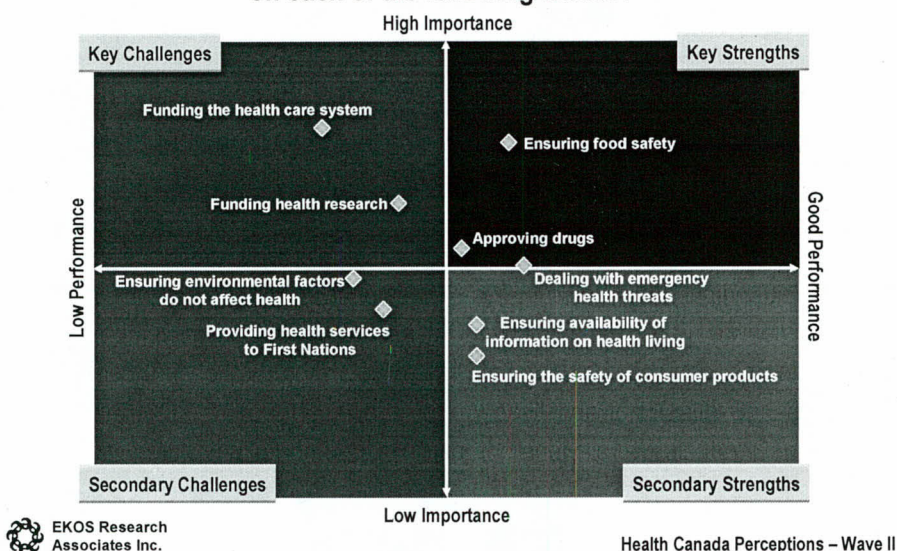 High Importance
Key Challenges
Key Strengths
Funding the health care system
Ensuring food safety
Funding health research
Approving drugs
Low Performance
Good Performance
Ensuring environmental factors
do not affect health
Dealing with emergency
health threats
Providing health services
to First Nations
Ensuring availability of
information on health living
Ensuring the safety of consumer products
Secondary Challenges
Secondary Strengths
Low Importance
EKOS Research
Associates Inc.
Health Canada Perceptions – Wave II